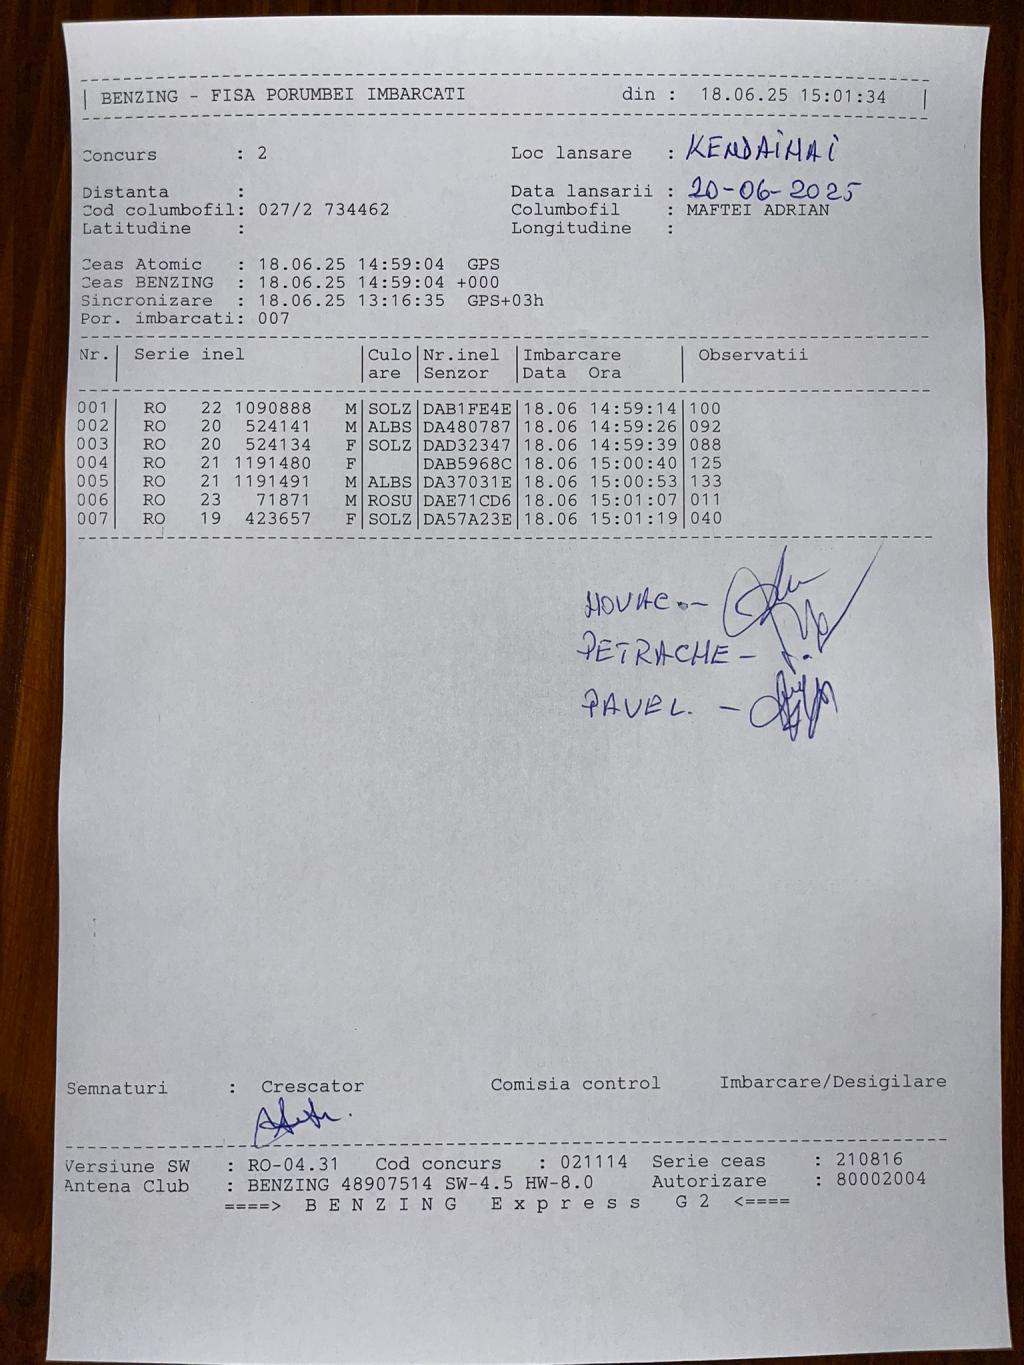 BENZING - FISA PORUMBEI IMBARCATI din : 18.06.25 15:01:34
Concurs : 2 Loc lansare : KENDAIHAI
Distanta : Data lansarii : 20-06-2025
Cod columbofil: 027/2 734462 Columbofil : MAFTEI ADRIAN
Latitudine : Longitudine :
Ceas Atomic : 18.06.25 14:59:04 GPS
Ceas BENZING : 18.06.25 14:59:04 +000
Sincronizare : 18.06.25 13:16:35 GPS+03h
Por. imbarcati: 007
Nr. Serie inel Culo Nr.inel Imbarcare Observatii
are Senzor Data Ora
001 RO 22 1090888 M SOLZ DAB1FE4E 18.06 14:59:14 100
002 RO 20 524141 M ALBS DA480787 18.06 14:59:26 092
003 RO 20 524134 F SOLZ DAD32347 18.06 14:59:39 088
004 RO 21 1191480 F DAB5968C 18.06 15:00:40 125
005 RO 21 1191491 M ALBS DA37031E 18.06 15:00:53 133
006 RO 23 71871 M ROSU DAE71CD6 18.06 15:01:07 011
007 RO 19 423657 F SOLZ DA57A23E 18.06 15:01:19 040
NOVAC -
PETRACHE -
PAVEL. -
Semnaturi : Crescator Comisia control Imbarcare/Desigilare
Versiune SW : RO-04.31 Cod concurs : 021114 Serie ceas : 210816
Antena Club : BENZING 48907514 SW-4.5 HW-8.0 Autorizare : 80002004
====> B E N Z I N G E x p r e s s G 2 <====